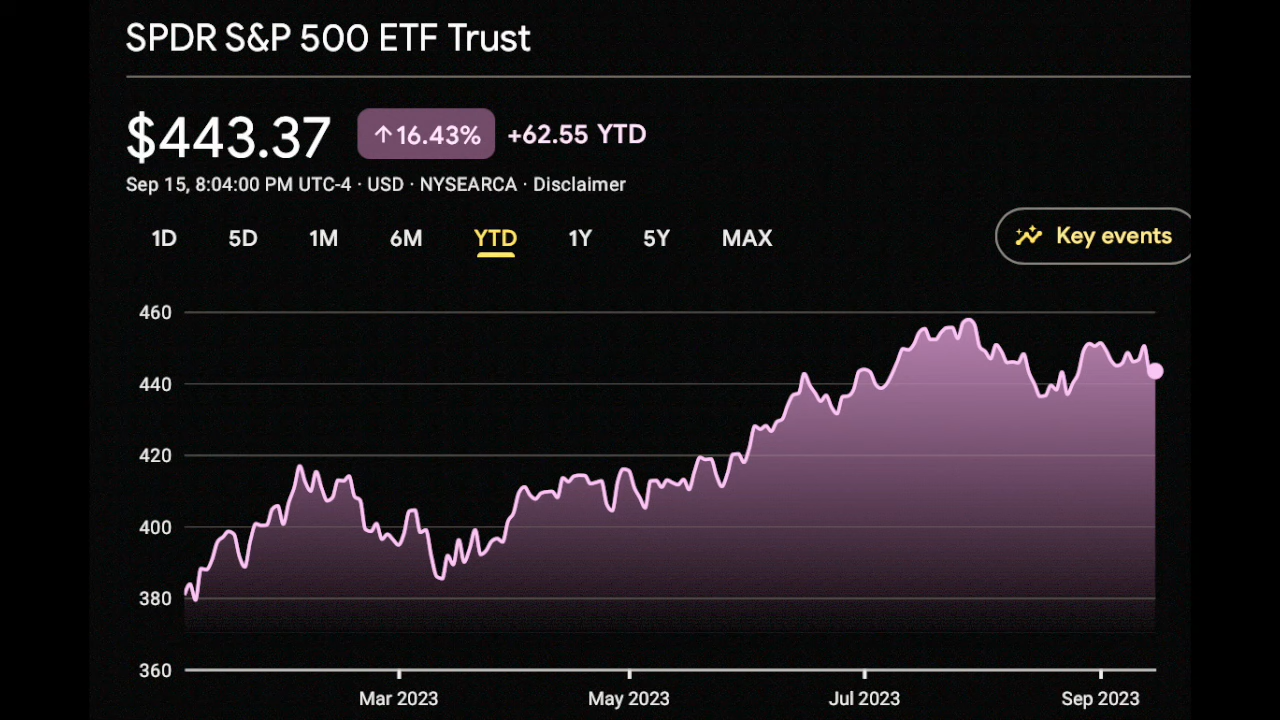 SPDR S&P 500 ETF Trust
$443.37 ↑16.43% +62.55 YTD
Sep 15, 8:04:00 PM UTC-4 · USD · NYSEARCA · Disclaimer
1D 5D 1M 6M YTD 1Y 5Y MAX Key events
460
440
420
400
380
360
Mar 2023 May 2023 Jul 2023 Sep 2023